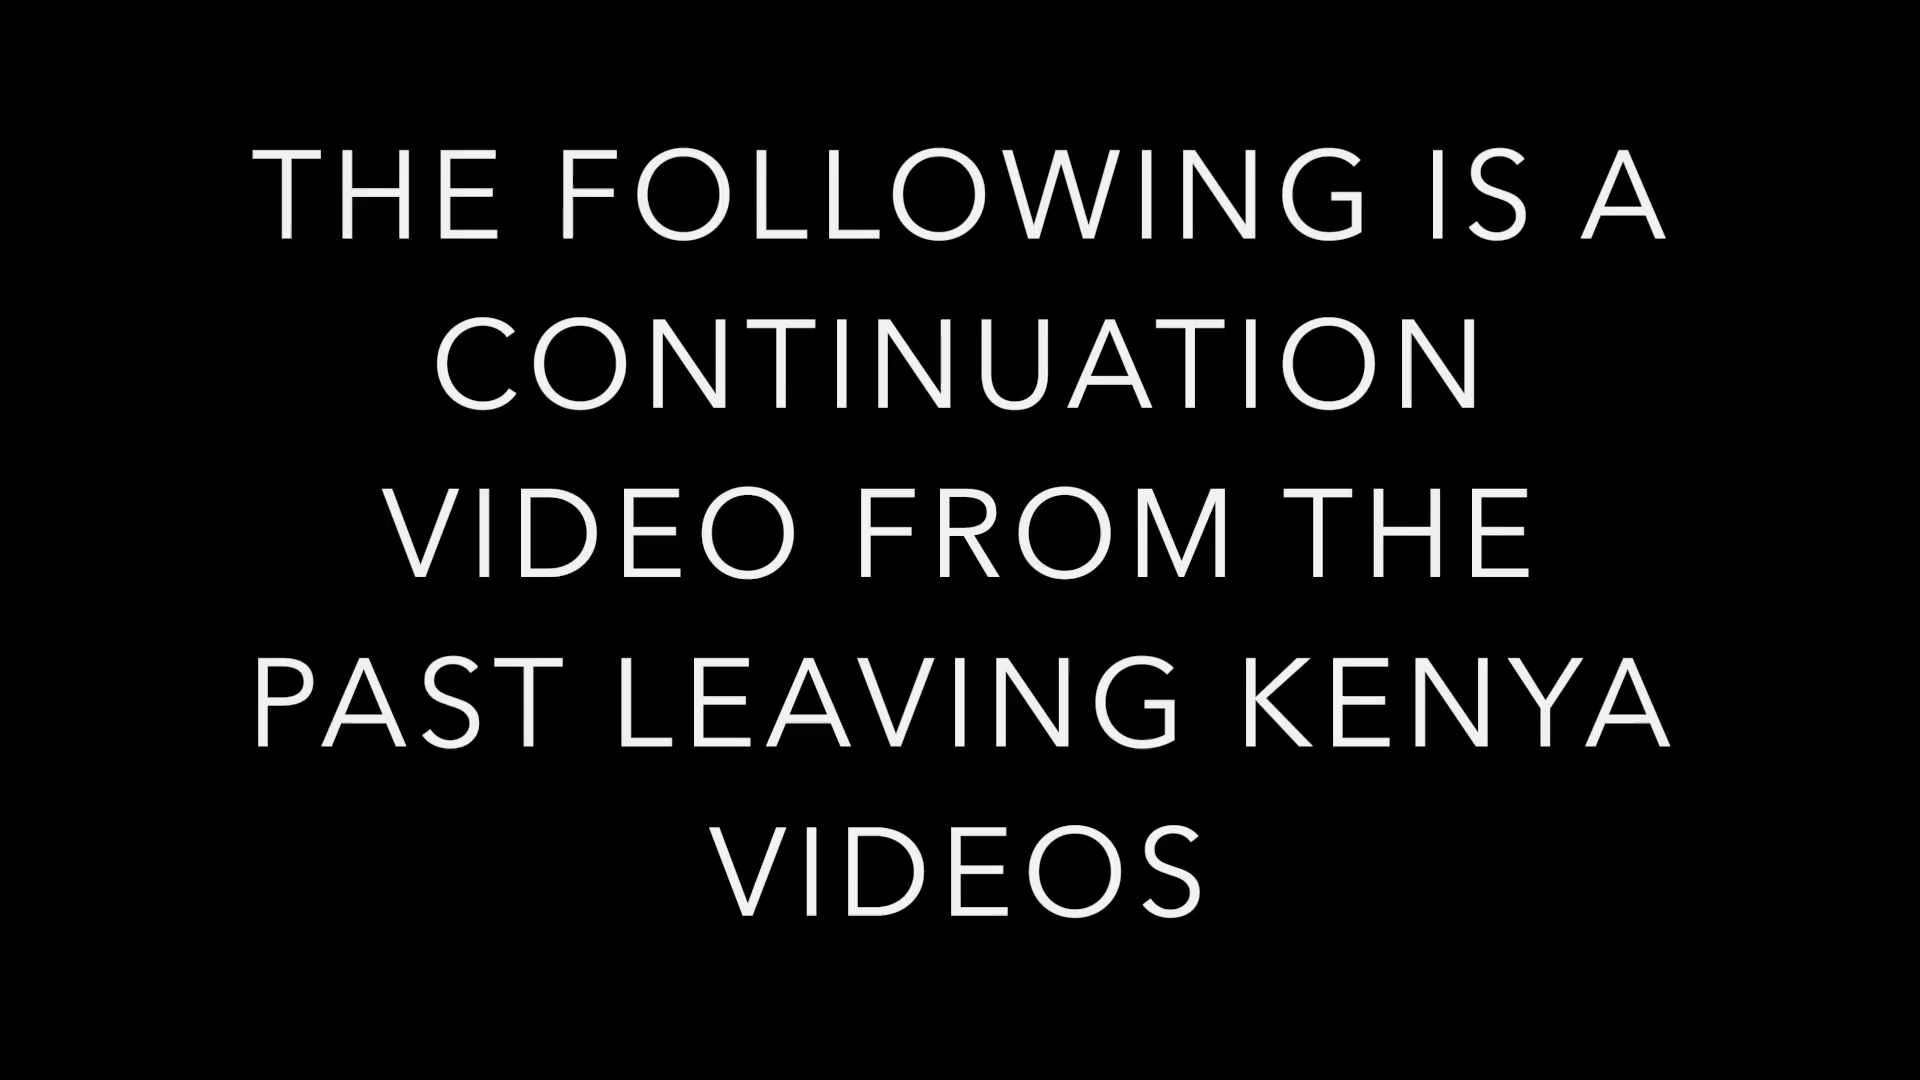 THE FOLLOWING IS A
CONTINUATION
VIDEO FROM THE
PAST LEAVING KENYA
VIDEOS